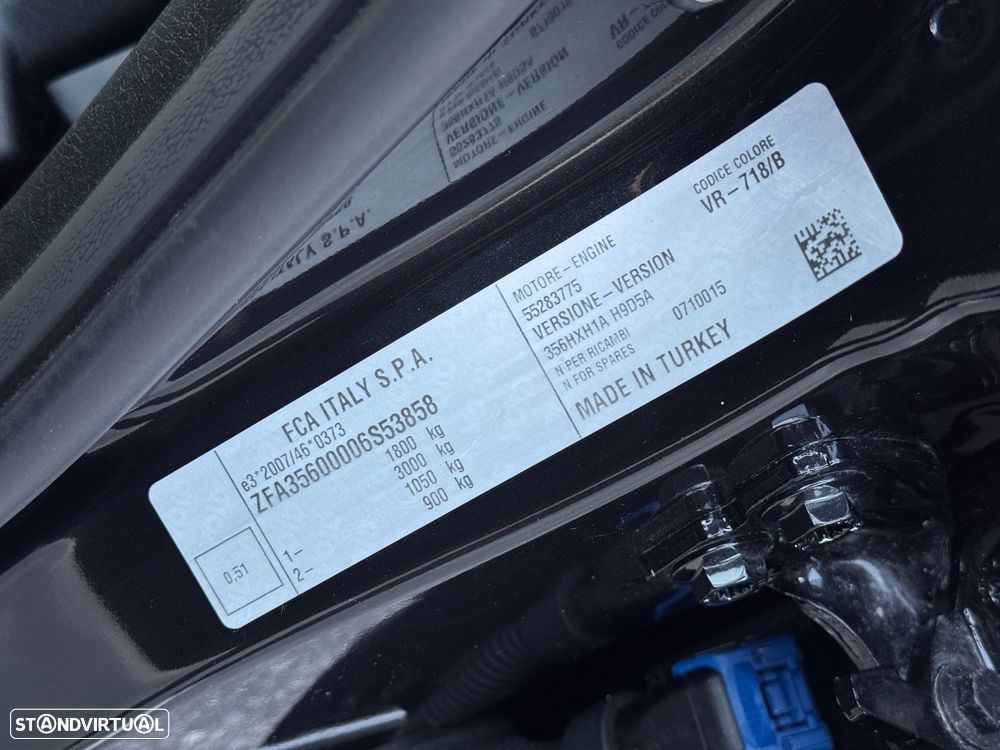 FCA ITALY S.P.A.
e3*2007/46*0373
ZFA35600006S53858
1800 kg
3000 kg
1- 1050 kg
2- 900 kg
0,51
MOTORE-ENGINE
55283775
VERSIONE-VERSION
356HXH1A H9D5A
N PER RICAMBI
N FOR SPARES 0710015
MADE IN TURKEY
CODICE COLORE
VR-718/B
STANDVIRTUAL